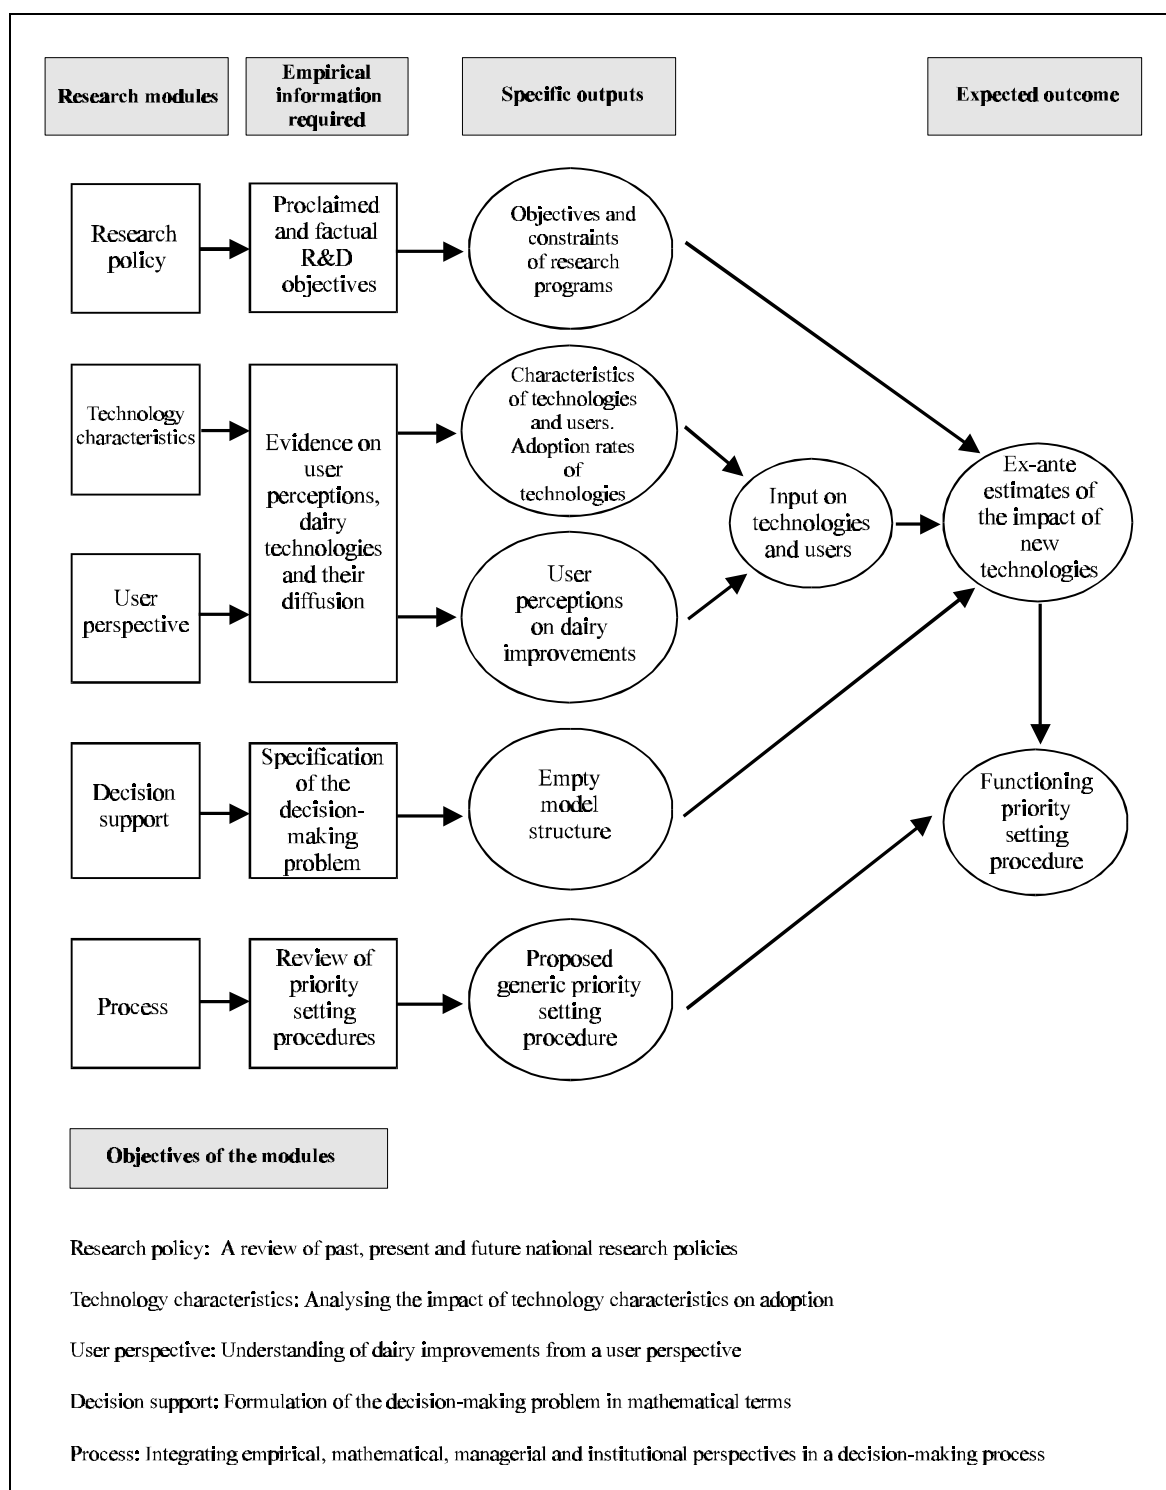 Research modules
Empirical
information
required
Specific outputs
Expected outcome
Research
policy
Proclaimed
and factual
R&D
objectives
Objectives and
constraints
of research
programs
Technology
characteristics
Evidence on
user
perceptions,
dairy
technologies
and their
diffusion
Characteristics
of technologies
and users.
Adoption rates
of
technologies
Input on
technologies
and users
Ex-ante
estimates of
the impact of
new
technologies
User
perspective
User
perceptions
on dairy
improvements
Decision
support
Specification
of the
decision-
making
problem
Empty
model
structure
Functioning
priority
setting
procedure
Process
Review of
priority
setting
procedures
Proposed
generic priority
setting
procedure
Objectives of the modules
Research policy: A review of past, present and future national research policies
Technology characteristics: Analysing the impact of technology characteristics on adoption
User perspective: Understanding of dairy improvements from a user perspective
Decision support: Formulation of the decision-making problem in mathematical terms
Process: Integrating empirical, mathematical, managerial and institutional perspectives in a decision-making process